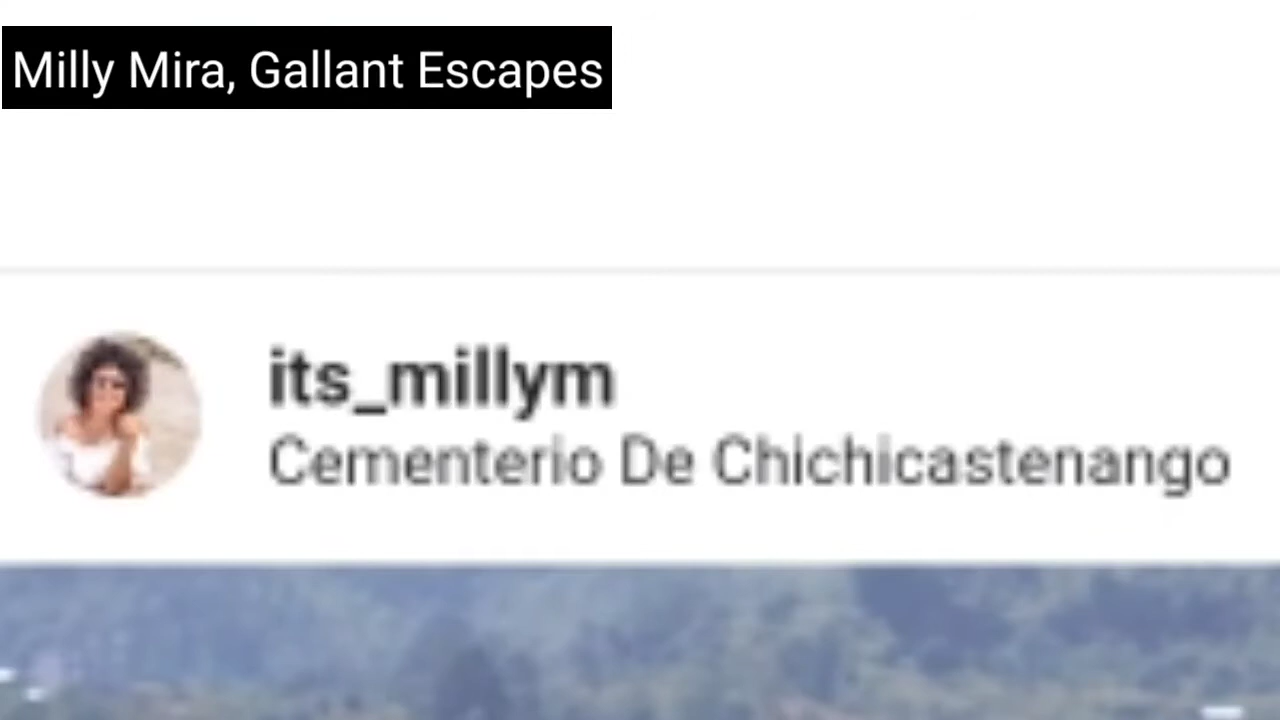 Milly Mira, Gallant Escapes
its_millym
Cementerio De Chichicastenango